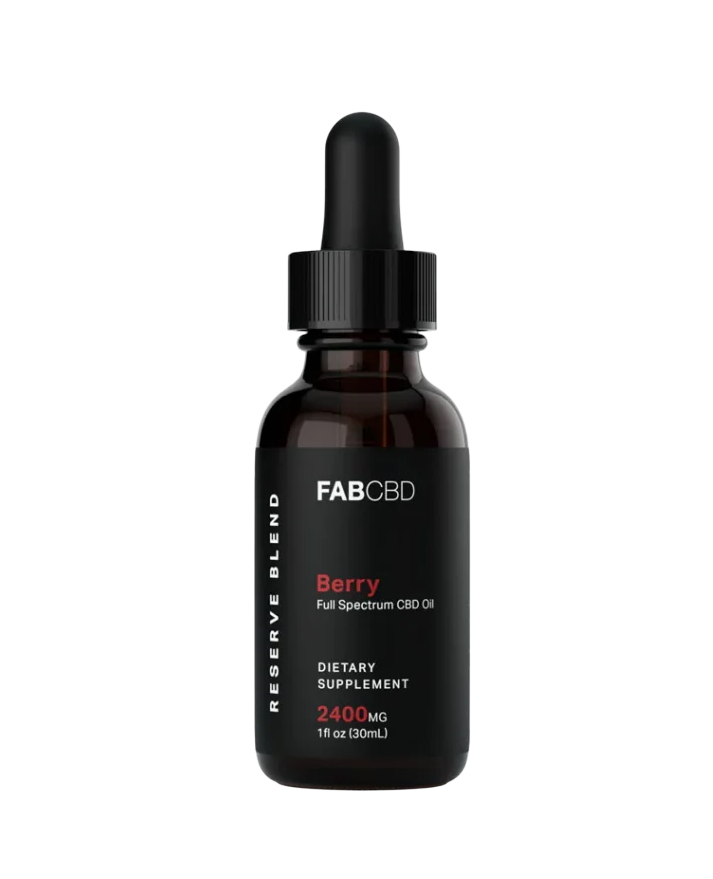 RESERVE BLEND
FABCBD
Berry
Full Spectrum CBD Oil
DIETARY
SUPPLEMENT
2400MG
1fl oz (30mL)